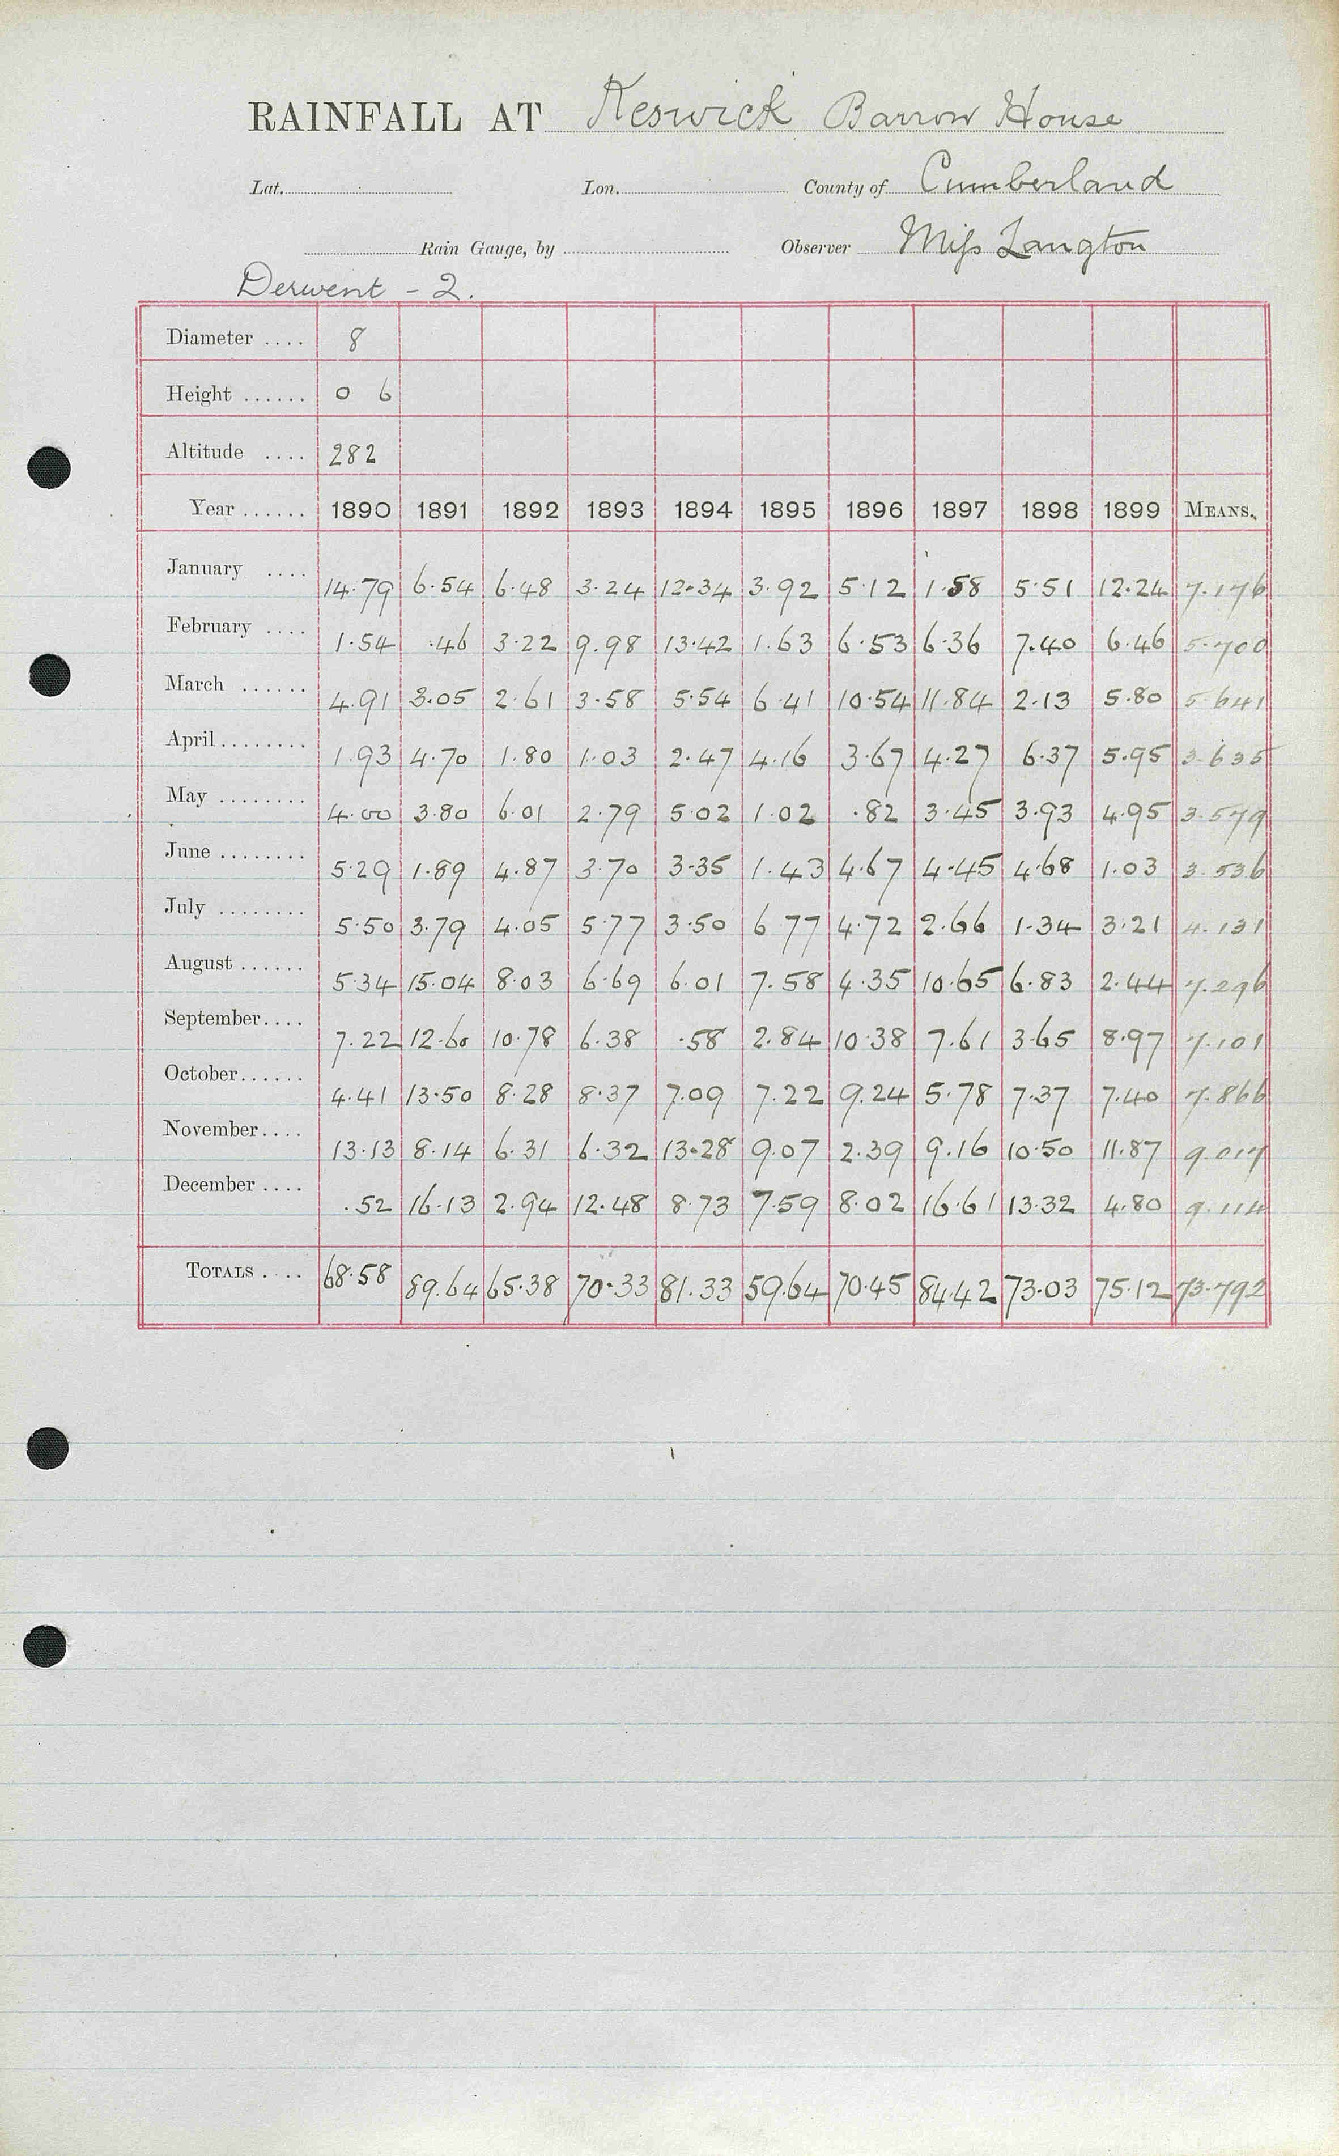 RAINFALL AT Keswick Barrow House
Lat. Lon. County of Cumberland
Rain Gauge, by Observer Miss Langton
Derwent - 2.
Diameter .... 8
Height ...... 0 6
Altitude .... 282
Year ...... 1890 1891 1892 1893 1894 1895 1896 1897 1898 1899 MEANS.
January .... 14.79 6.54 6.48 3.24 12.34 3.92 5.12 1.58 5.51 12.24 7.176
February .... 1.54 .46 3.22 9.98 13.42 1.63 6.53 6.36 7.40 6.46 5.700
March ...... 4.91 3.05 2.61 3.58 5.54 6.41 10.54 11.84 2.13 5.80 5.641
April ........ 1.93 4.70 1.80 1.03 2.47 4.16 3.67 4.27 6.37 5.95 3.635
May ........ 4.00 3.80 6.01 2.79 5.02 1.02 .82 3.45 3.93 4.95 3.579
June ........ 5.29 1.89 4.87 3.70 3.35 1.43 4.67 4.45 4.68 1.03 3.536
July ........ 5.50 3.79 4.05 5.77 3.50 6.77 4.72 2.66 1.34 3.21 4.131
August ...... 5.34 15.04 8.03 6.69 6.01 7.58 4.35 10.65 6.83 2.44 7.296
September.... 7.22 12.60 10.78 6.38 .58 2.84 10.38 7.61 3.65 8.97 7.101
October...... 4.41 13.50 8.28 8.37 7.09 7.22 9.24 5.78 7.37 7.40 7.866
November.... 13.13 8.14 6.31 6.32 13.28 9.07 2.39 9.16 10.50 11.87 9.017
December .... .52 16.13 2.94 12.48 8.73 7.59 8.02 16.61 13.32 4.80 9.114
TOTALS .... 68.58 89.64 65.38 70.33 81.33 59.64 70.45 84.42 73.03 75.12 73.792